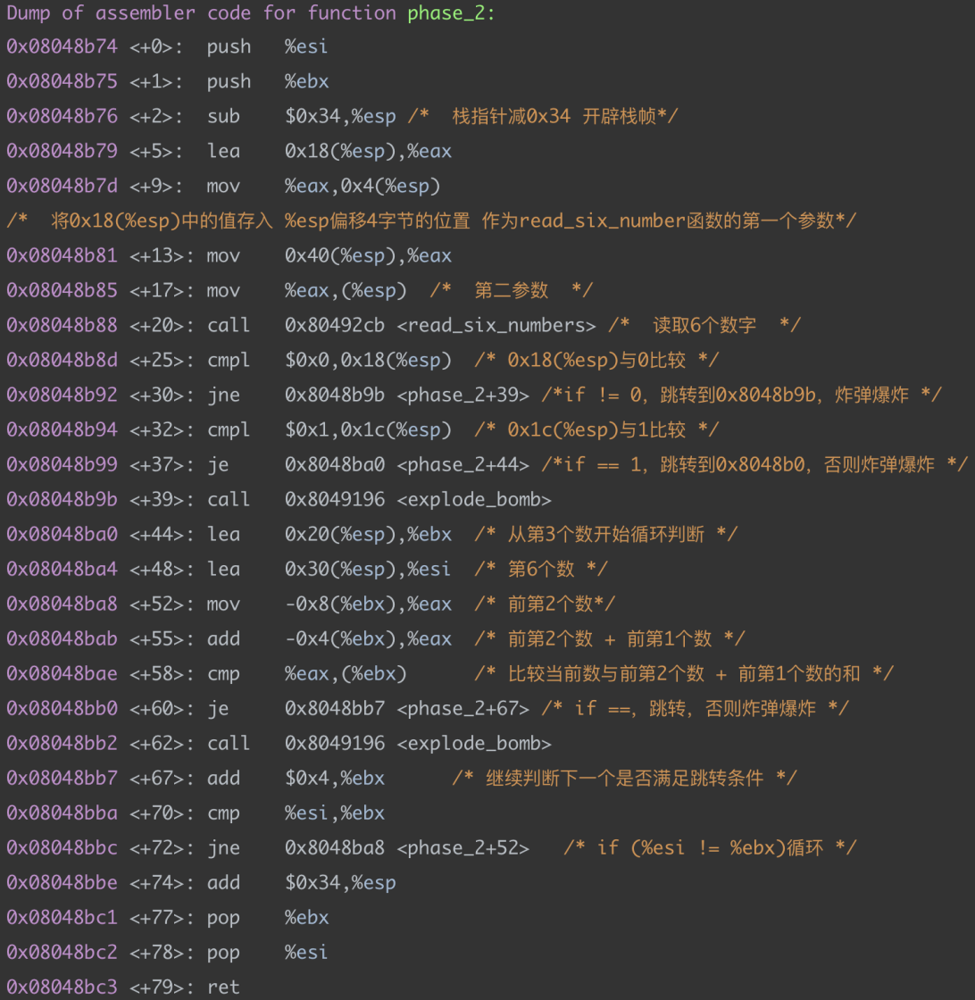 Dump of assembler code for function phase_2:
0x08048b74 <+0>: push %esi
0x08048b75 <+1>: push %ebx
0x08048b76 <+2>: sub $0x34,%esp /* 栈指针减0x34 开辟栈帧*/
0x08048b79 <+5>: lea 0x18(%esp),%eax
0x08048b7d <+9>: mov %eax,0x4(%esp)
/* 将0x18(%esp)中的值存入 %esp偏移4字节的位置 作为read_six_number函数的第一个参数*/
0x08048b81 <+13>: mov 0x40(%esp),%eax
0x08048b85 <+17>: mov %eax,(%esp) /* 第二参数 */
0x08048b88 <+20>: call 0x80492cb <read_six_numbers> /* 读取6个数字 */
0x08048b8d <+25>: cmpl $0x0,0x18(%esp) /* 0x18(%esp)与0比较 */
0x08048b92 <+30>: jne 0x8048b9b <phase_2+39> /*if != 0, 跳转到0x8048b9b, 炸弹爆炸 */
0x08048b94 <+32>: cmpl $0x1,0x1c(%esp) /* 0x1c(%esp)与1比较 */
0x08048b99 <+37>: je 0x8048ba0 <phase_2+44> /*if == 1, 跳转到0x8048b0, 否则炸弹爆炸 */
0x08048b9b <+39>: call 0x8049196 <explode_bomb>
0x08048ba0 <+44>: lea 0x20(%esp),%ebx /* 从第3个数开始循环判断 */
0x08048ba4 <+48>: lea 0x30(%esp),%esi /* 第6个数 */
0x08048ba8 <+52>: mov -0x8(%ebx),%eax /* 前第2个数*/
0x08048bab <+55>: add -0x4(%ebx),%eax /* 前第2个数 + 前第1个数 */
0x08048bae <+58>: cmp %eax,(%ebx) /* 比较当前数与前第2个数 + 前第1个数的和 */
0x08048bb0 <+60>: je 0x8048bb7 <phase_2+67> /* if ==, 跳转, 否则炸弹爆炸 */
0x08048bb2 <+62>: call 0x8049196 <explode_bomb>
0x08048bb7 <+67>: add $0x4,%ebx /* 继续判断下一个是否满足跳转条件 */
0x08048bba <+70>: cmp %esi,%ebx
0x08048bbc <+72>: jne 0x8048ba8 <phase_2+52> /* if (%esi != %ebx)循环 */
0x08048bbe <+74>: add $0x34,%esp
0x08048bc1 <+77>: pop %ebx
0x08048bc2 <+78>: pop %esi
0x08048bc3 <+79>: ret